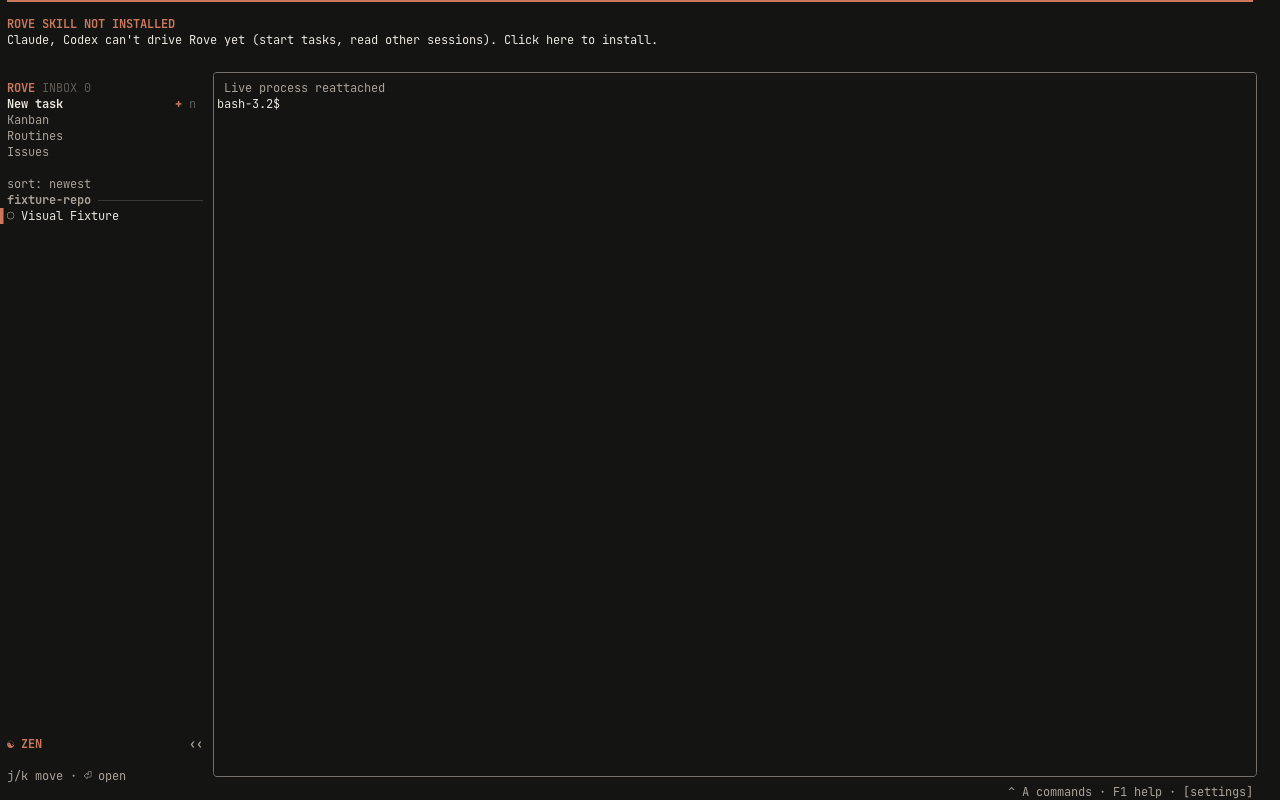 ROVE SKILL NOT INSTALLED
Claude, Codex can't drive Rove yet (start tasks, read other sessions). Click here to install.
ROVE INBOX 0
New task + n
Kanban
Routines
Issues
sort: newest
fixture-repo
Visual Fixture
Live process reattached
bash-3.2$
☯ ZEN ‹‹
j/k move · ⏎ open
^ A commands · F1 help · [settings]